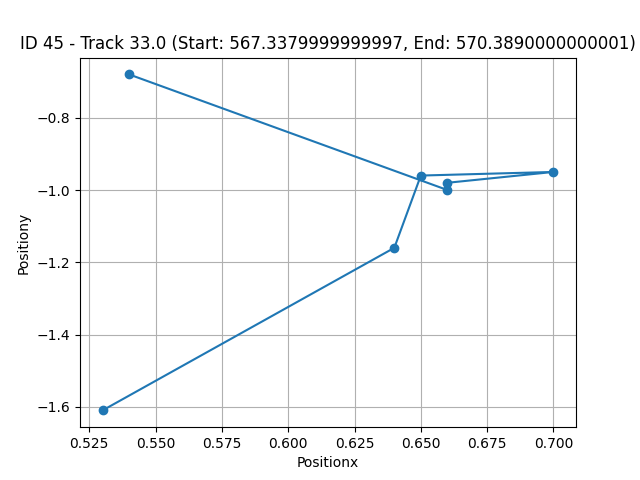 ID 45 - Track 33.0 (Start: 567.3379999999997, End: 570.3890000000001)
−0.8
−1.0
−1.2
−1.4
−1.6
Positiony
0.525 0.550 0.575 0.600 0.625 0.650 0.675 0.700
Positionx